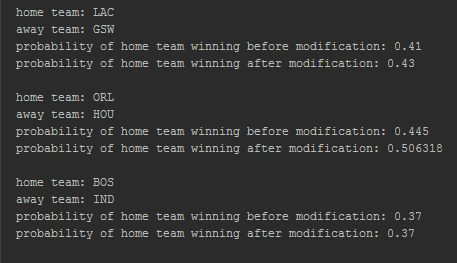 home team: LAC
away team: GSW
probability of home team winning before modification: 0.41
probability of home team winning after modification: 0.43
home team: ORL
away team: HOU
probability of home team winning before modification: 0.445
probability of home team winning after modification: 0.506318
home team: BOS
away team: IND
probability of home team winning before modification: 0.37
probability of home team winning after modification: 0.37